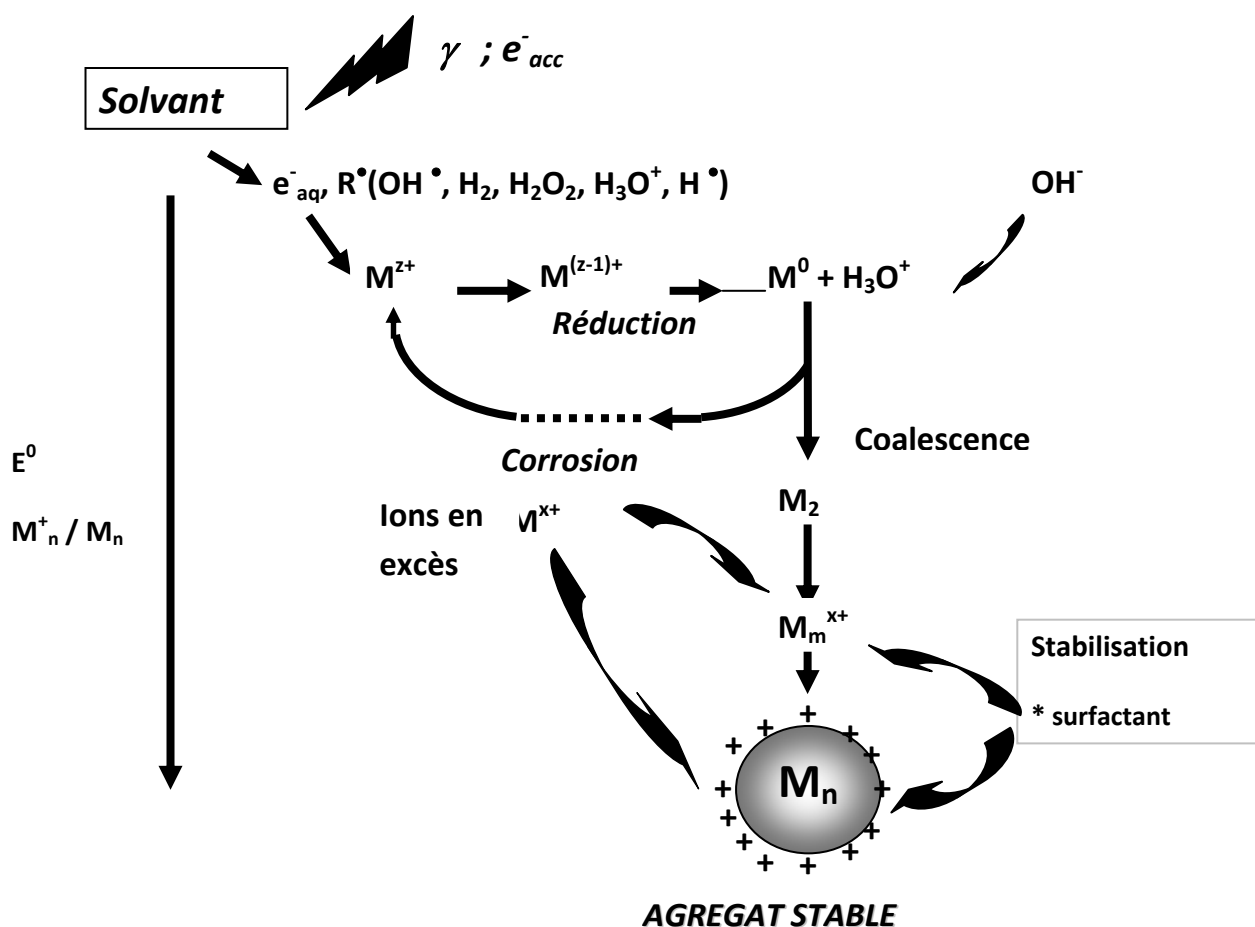 γ ; e⁻acc
Solvant
e⁻aq, R•(OH •, H₂, H₂O₂, H₃O⁺, H •)
OH⁻
Mᶻ⁺
M⁽ᶻ⁻¹⁾⁺
M⁰ + H₃O⁺
Réduction
Coalescence
Corrosion
E⁰
M⁺ₙ / Mₙ
Ions en
excès
Mˣ⁺
M₂
Mₘˣ⁺
Stabilisation
* surfactant
+ + + + + + + + + + + + + + + +
Mₙ
AGREGAT STABLE